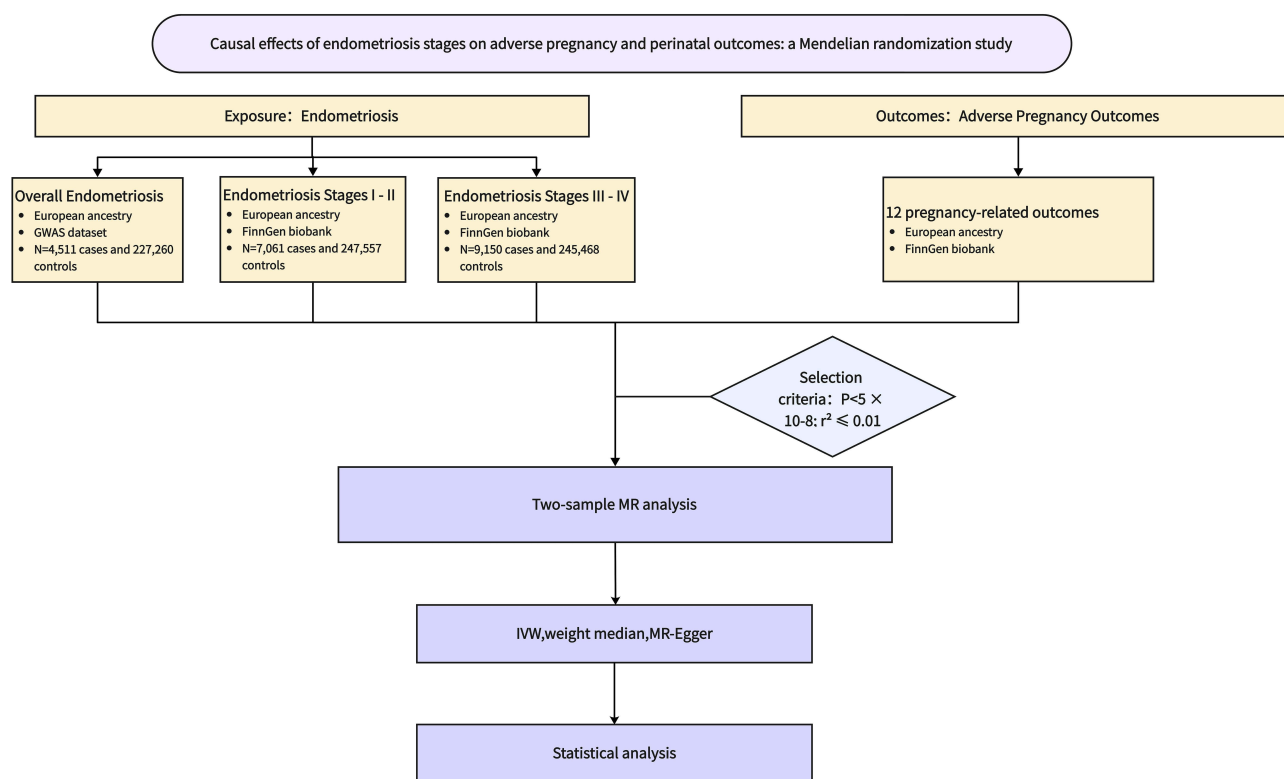 Causal effects of endometriosis stages on adverse pregnancy and perinatal outcomes: a Mendelian randomization study
Exposure：Endometriosis
Outcomes：Adverse Pregnancy Outcomes
Overall Endometriosis
• European ancestry
• GWAS dataset
• N=4,511 cases and 227,260
controls
Endometriosis Stages I - II
• European ancestry
• FinnGen biobank
• N=7,061 cases and 247,557
controls
Endometriosis Stages III - IV
• European ancestry
• FinnGen biobank
• N=9,150 cases and 245,468
controls
12 pregnancy-related outcomes
• European ancestry
• FinnGen biobank
Selection
criteria：P<5 ×
10-8; r² ⩽ 0.01
Two-sample MR analysis
IVW,weight median,MR-Egger
Statistical analysis